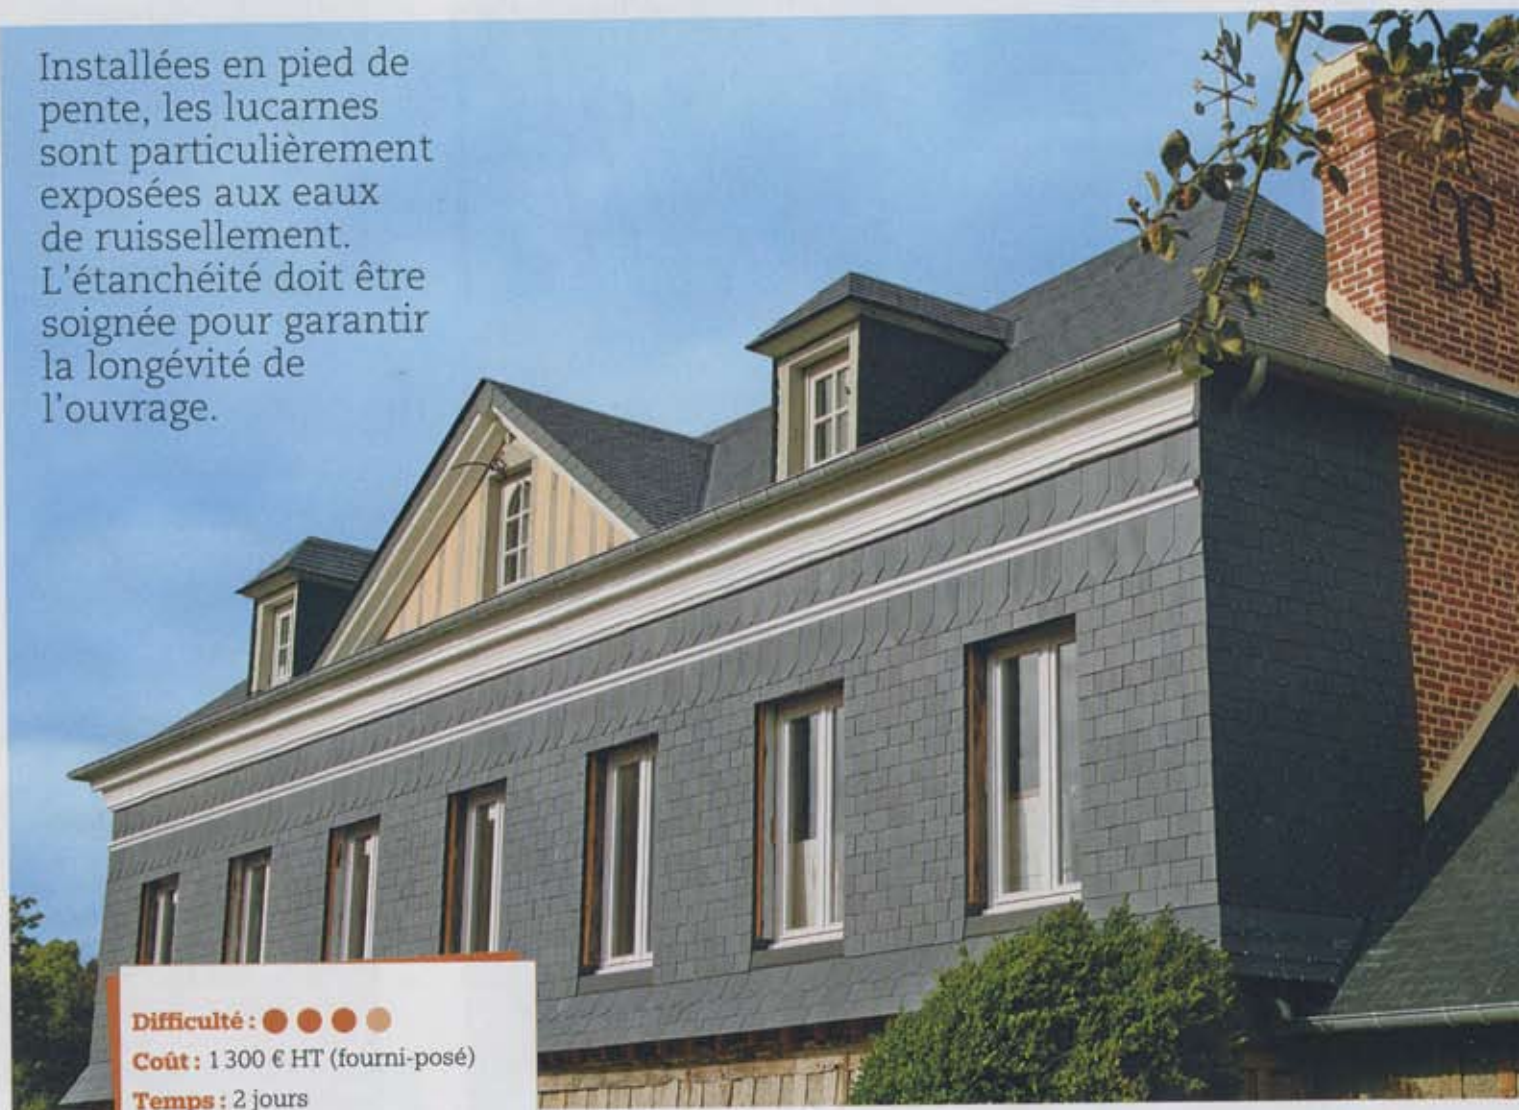 Installées en pied de
pente, les lucarnes
sont particulièrement
exposées aux eaux
de ruissellement.
L'étanchéité doit être
soignée pour garantir
la longévité de
l'ouvrage.
Difficulté :
Coût : 1 300 € HT (fourni-posé)
Temps : 2 jours